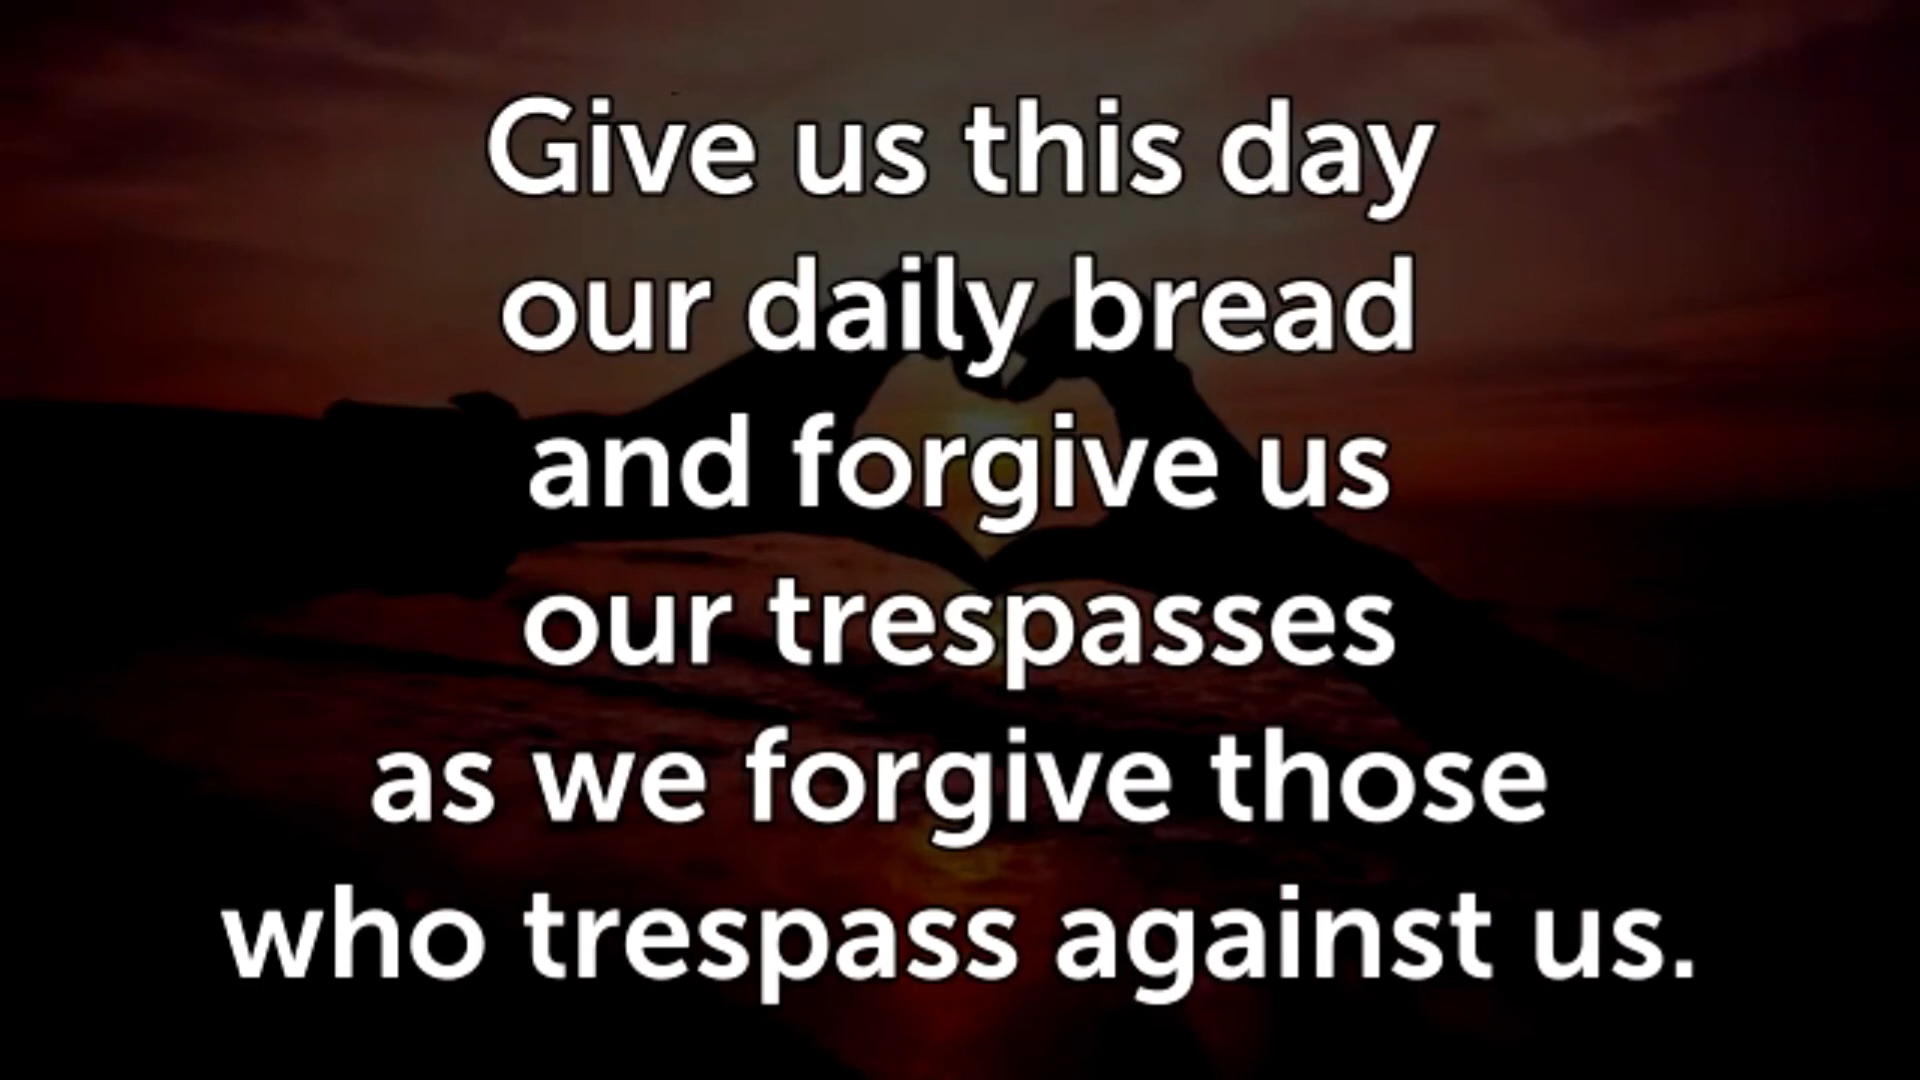 Give us this day
our daily bread
and forgive us
our trespasses
as we forgive those
who trespass against us.